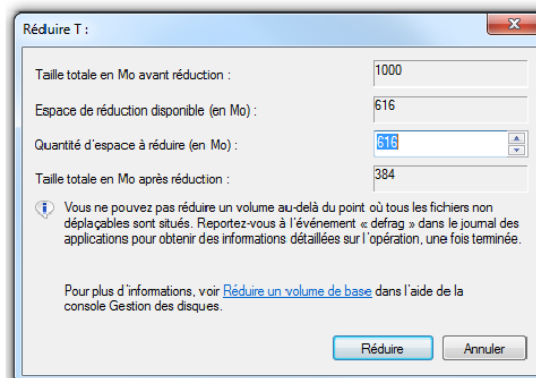 Réduire T :
Taille totale en Mo avant réduction :
1000
Espace de réduction disponible (en Mo) :
616
Quantité d'espace à réduire (en Mo) :
616
Taille totale en Mo après réduction :
384
Vous ne pouvez pas réduire un volume au-delà du point où tous les fichiers non
déplaçables sont situés. Reportez-vous à l'événement « defrag » dans le journal des
applications pour obtenir des informations détaillées sur l'opération, une fois terminée.
Pour plus d'informations, voir Réduire un volume de base dans l'aide de la
console Gestion des disques.
Réduire
Annuler